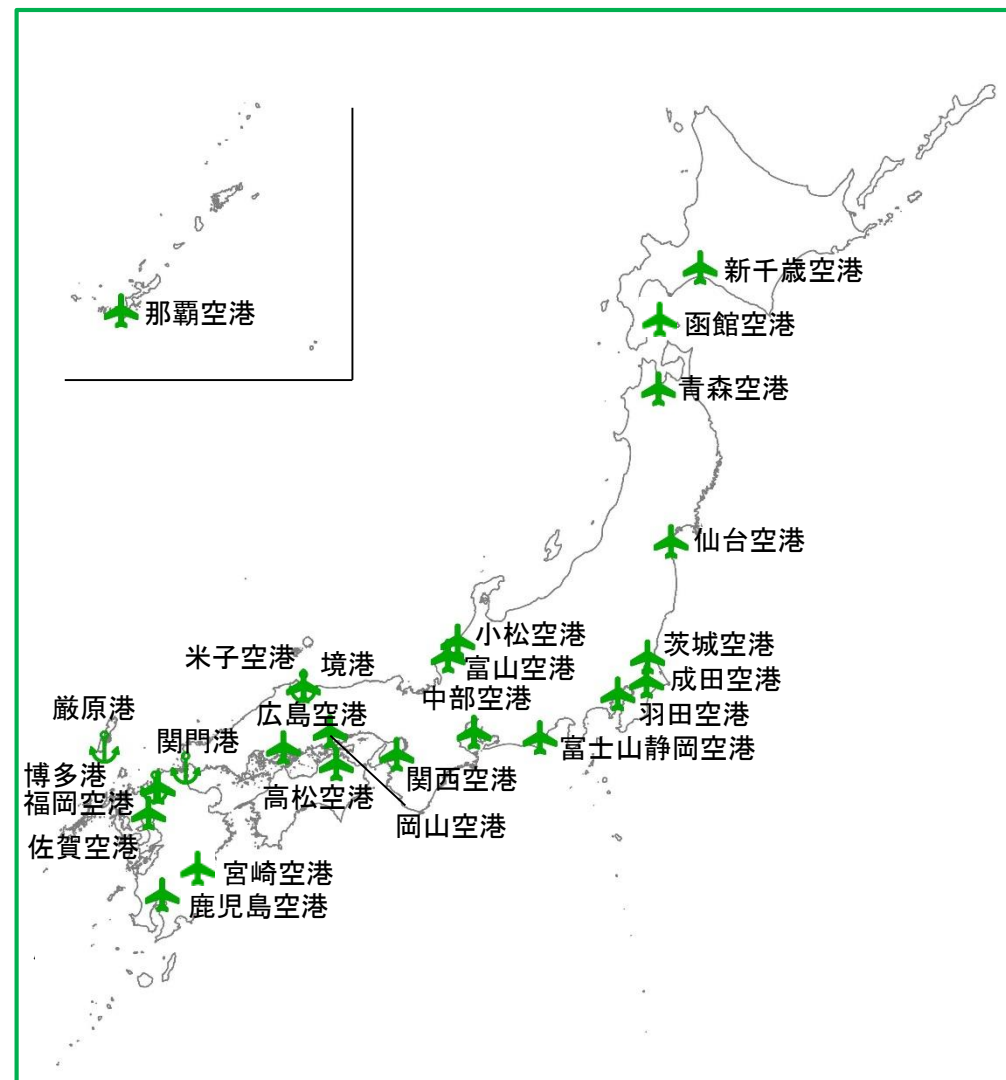 新千歳空港
那覇空港
函館空港
青森空港
仙台空港
小松空港
茨城空港
米子空港
境港
富山空港
成田空港
中部空港
厳原港
広島空港
羽田空港
関門港
富士山静岡空港
博多港
関西空港
福岡空港
高松空港
岡山空港
佐賀空港
宮崎空港
鹿児島空港